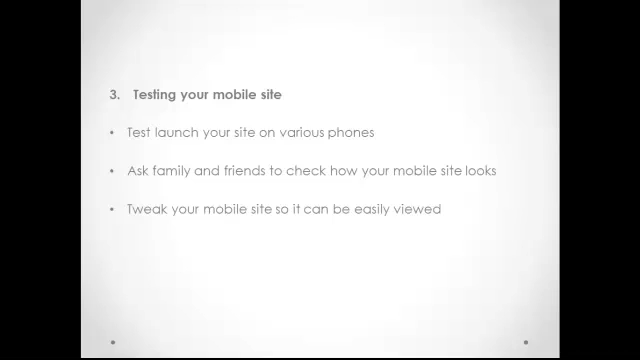 3. Testing your mobile site
• Test launch your site on various phones
• Ask family and friends to check how your mobile site looks
• Tweak your mobile site so it can be easily viewed